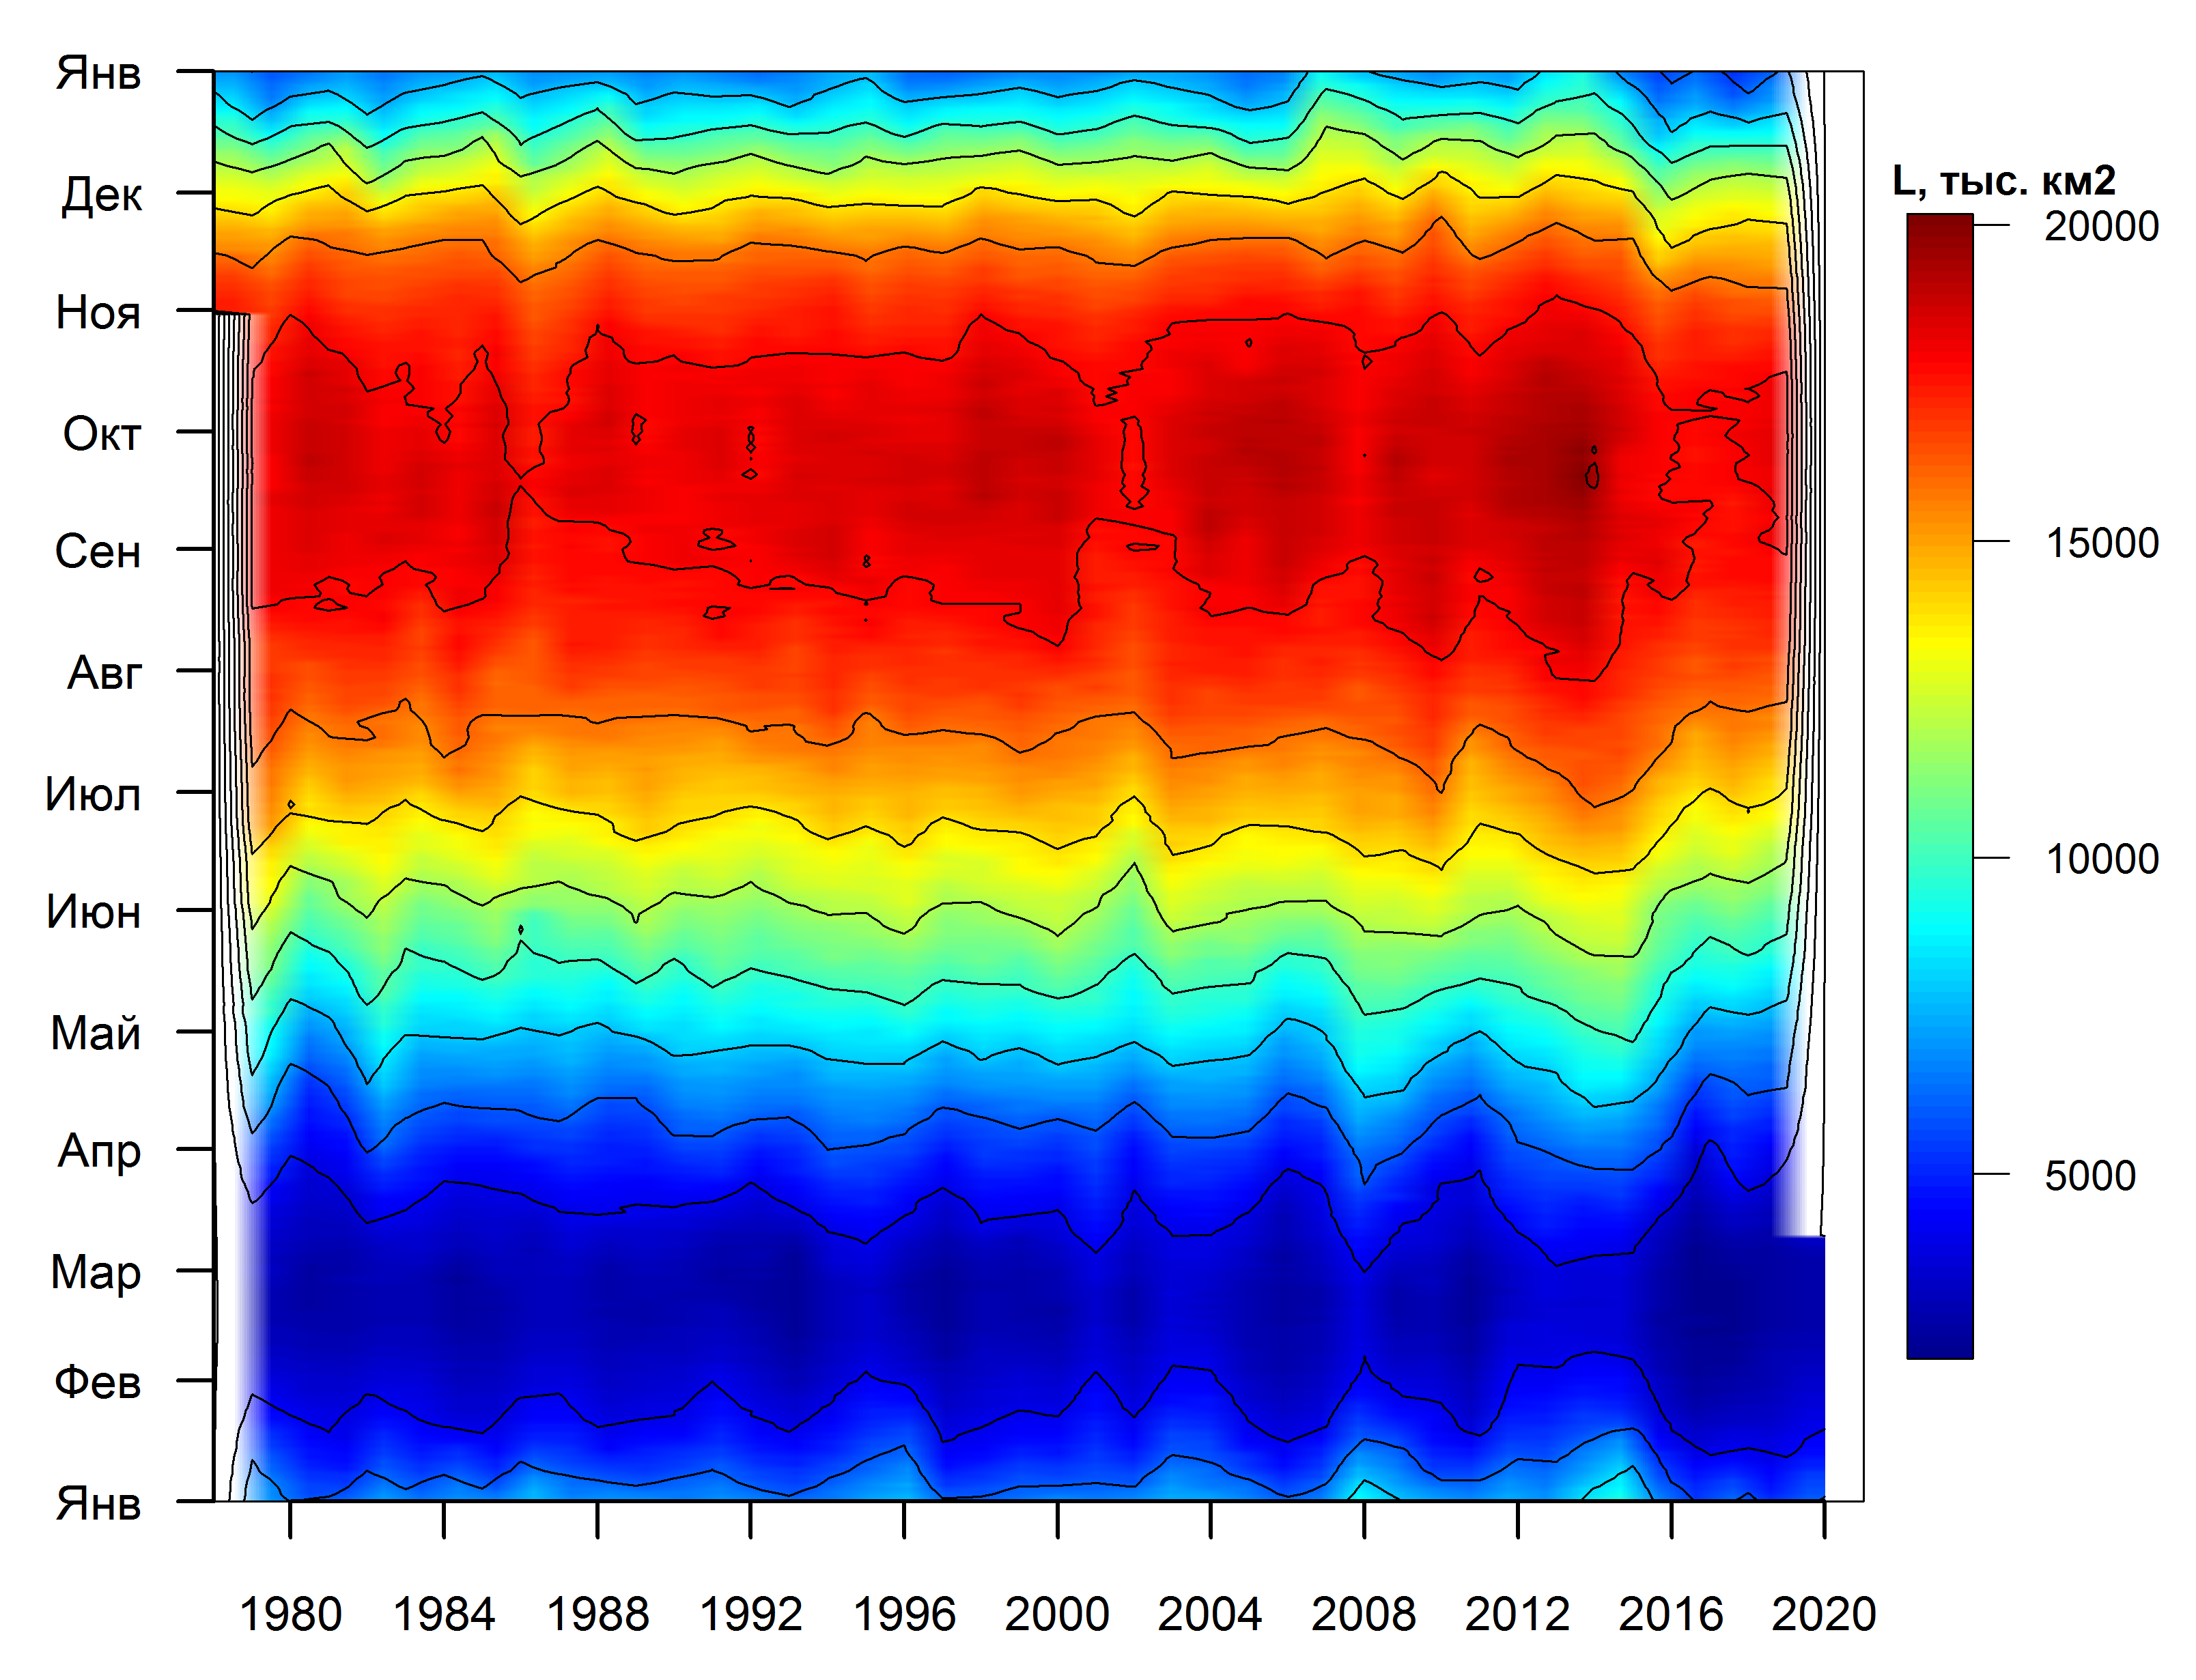 Янв
Дек
Ноя
Окт
Сен
Авг
Июл
Июн
Май
Апр
Мар
Фев
Янв
1980 1984 1988 1992 1996 2000 2004 2008 2012 2016 2020
L, тыс. км2
20000
15000
10000
5000